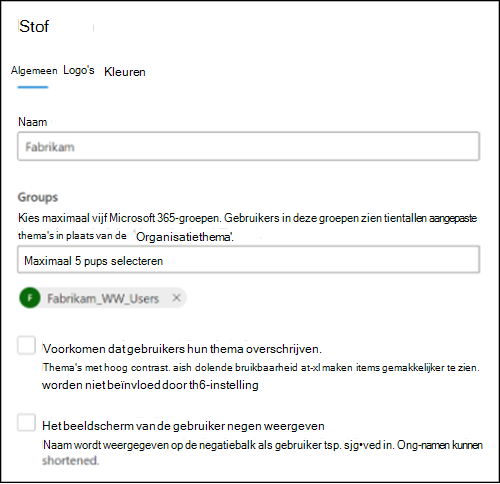 Stof
Algemeen Logo's Kleuren
Naam
Fabrikam
Groups
Kies maximaal vijf Microsoft 365-groepen. Gebruikers in deze groepen zien tientallen aangepaste
thema's in plaats van de 'Organisatiethema'.
Maximaal 5 pups selecteren
F Fabrikam_WW_Users ×
Voorkomen dat gebruikers hun thema overschrijven.
Thema's met hoog contrast. aish dolende bruikbaarheid at-xl maken items gemakkelijker te zien.
worden niet beïnvloed door th6-instelling
Het beeldscherm van de gebruiker negen weergeven
Naam wordt weergegeven op de negatiebalk als gebruiker tsp. sjg•ved in. Ong-namen kunnen
shortened.